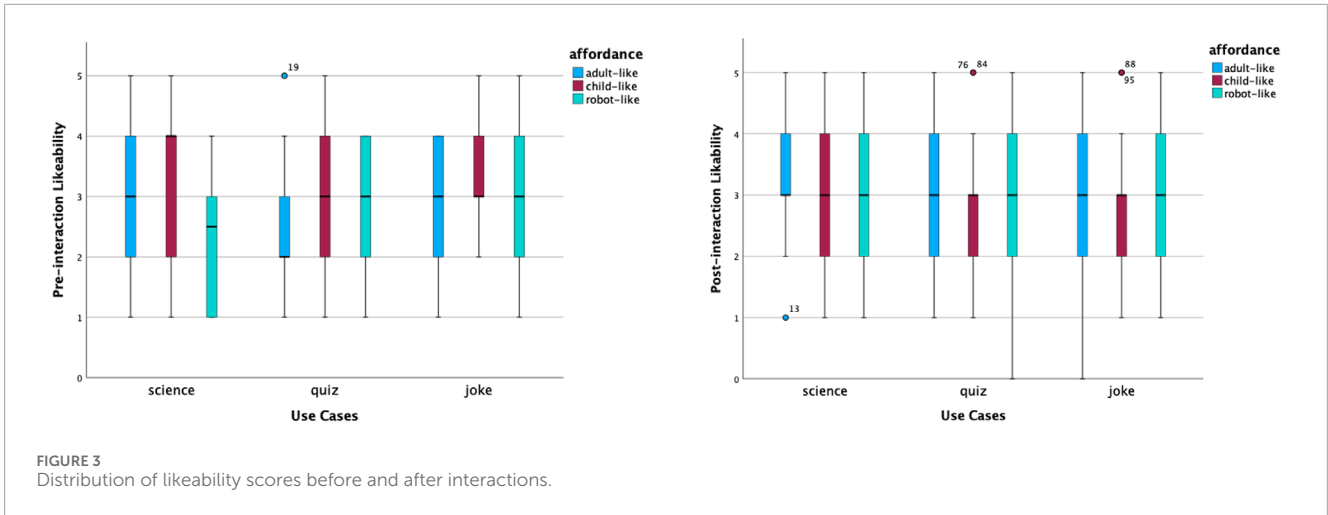 affordance
adult-like
child-like
robot-like
Pre-interaction Likeability
5
4
3
2
1
0
19
science quiz joke
Use Cases
affordance
adult-like
child-like
robot-like
Post-interaction Likability
5
4
3
2
1
0
76 84
88
95
13
science quiz joke
Use Cases
FIGURE 3
Distribution of likeability scores before and after interactions.